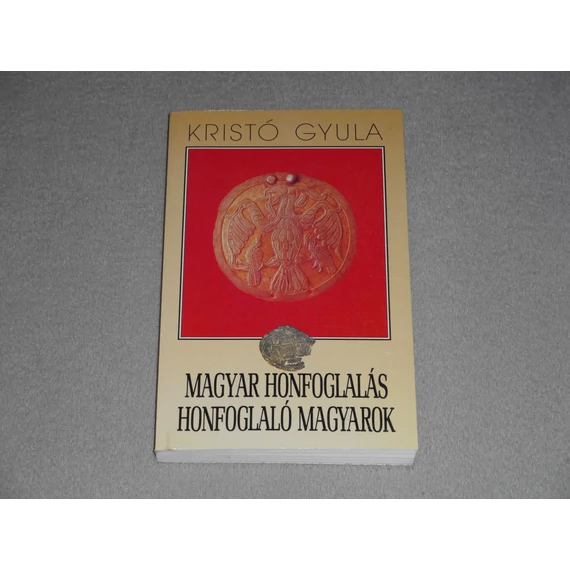 KRISTÓ GYULA
MAGYAR HONFOGLALÁS
HONFOGLALÓ MAGYAROK